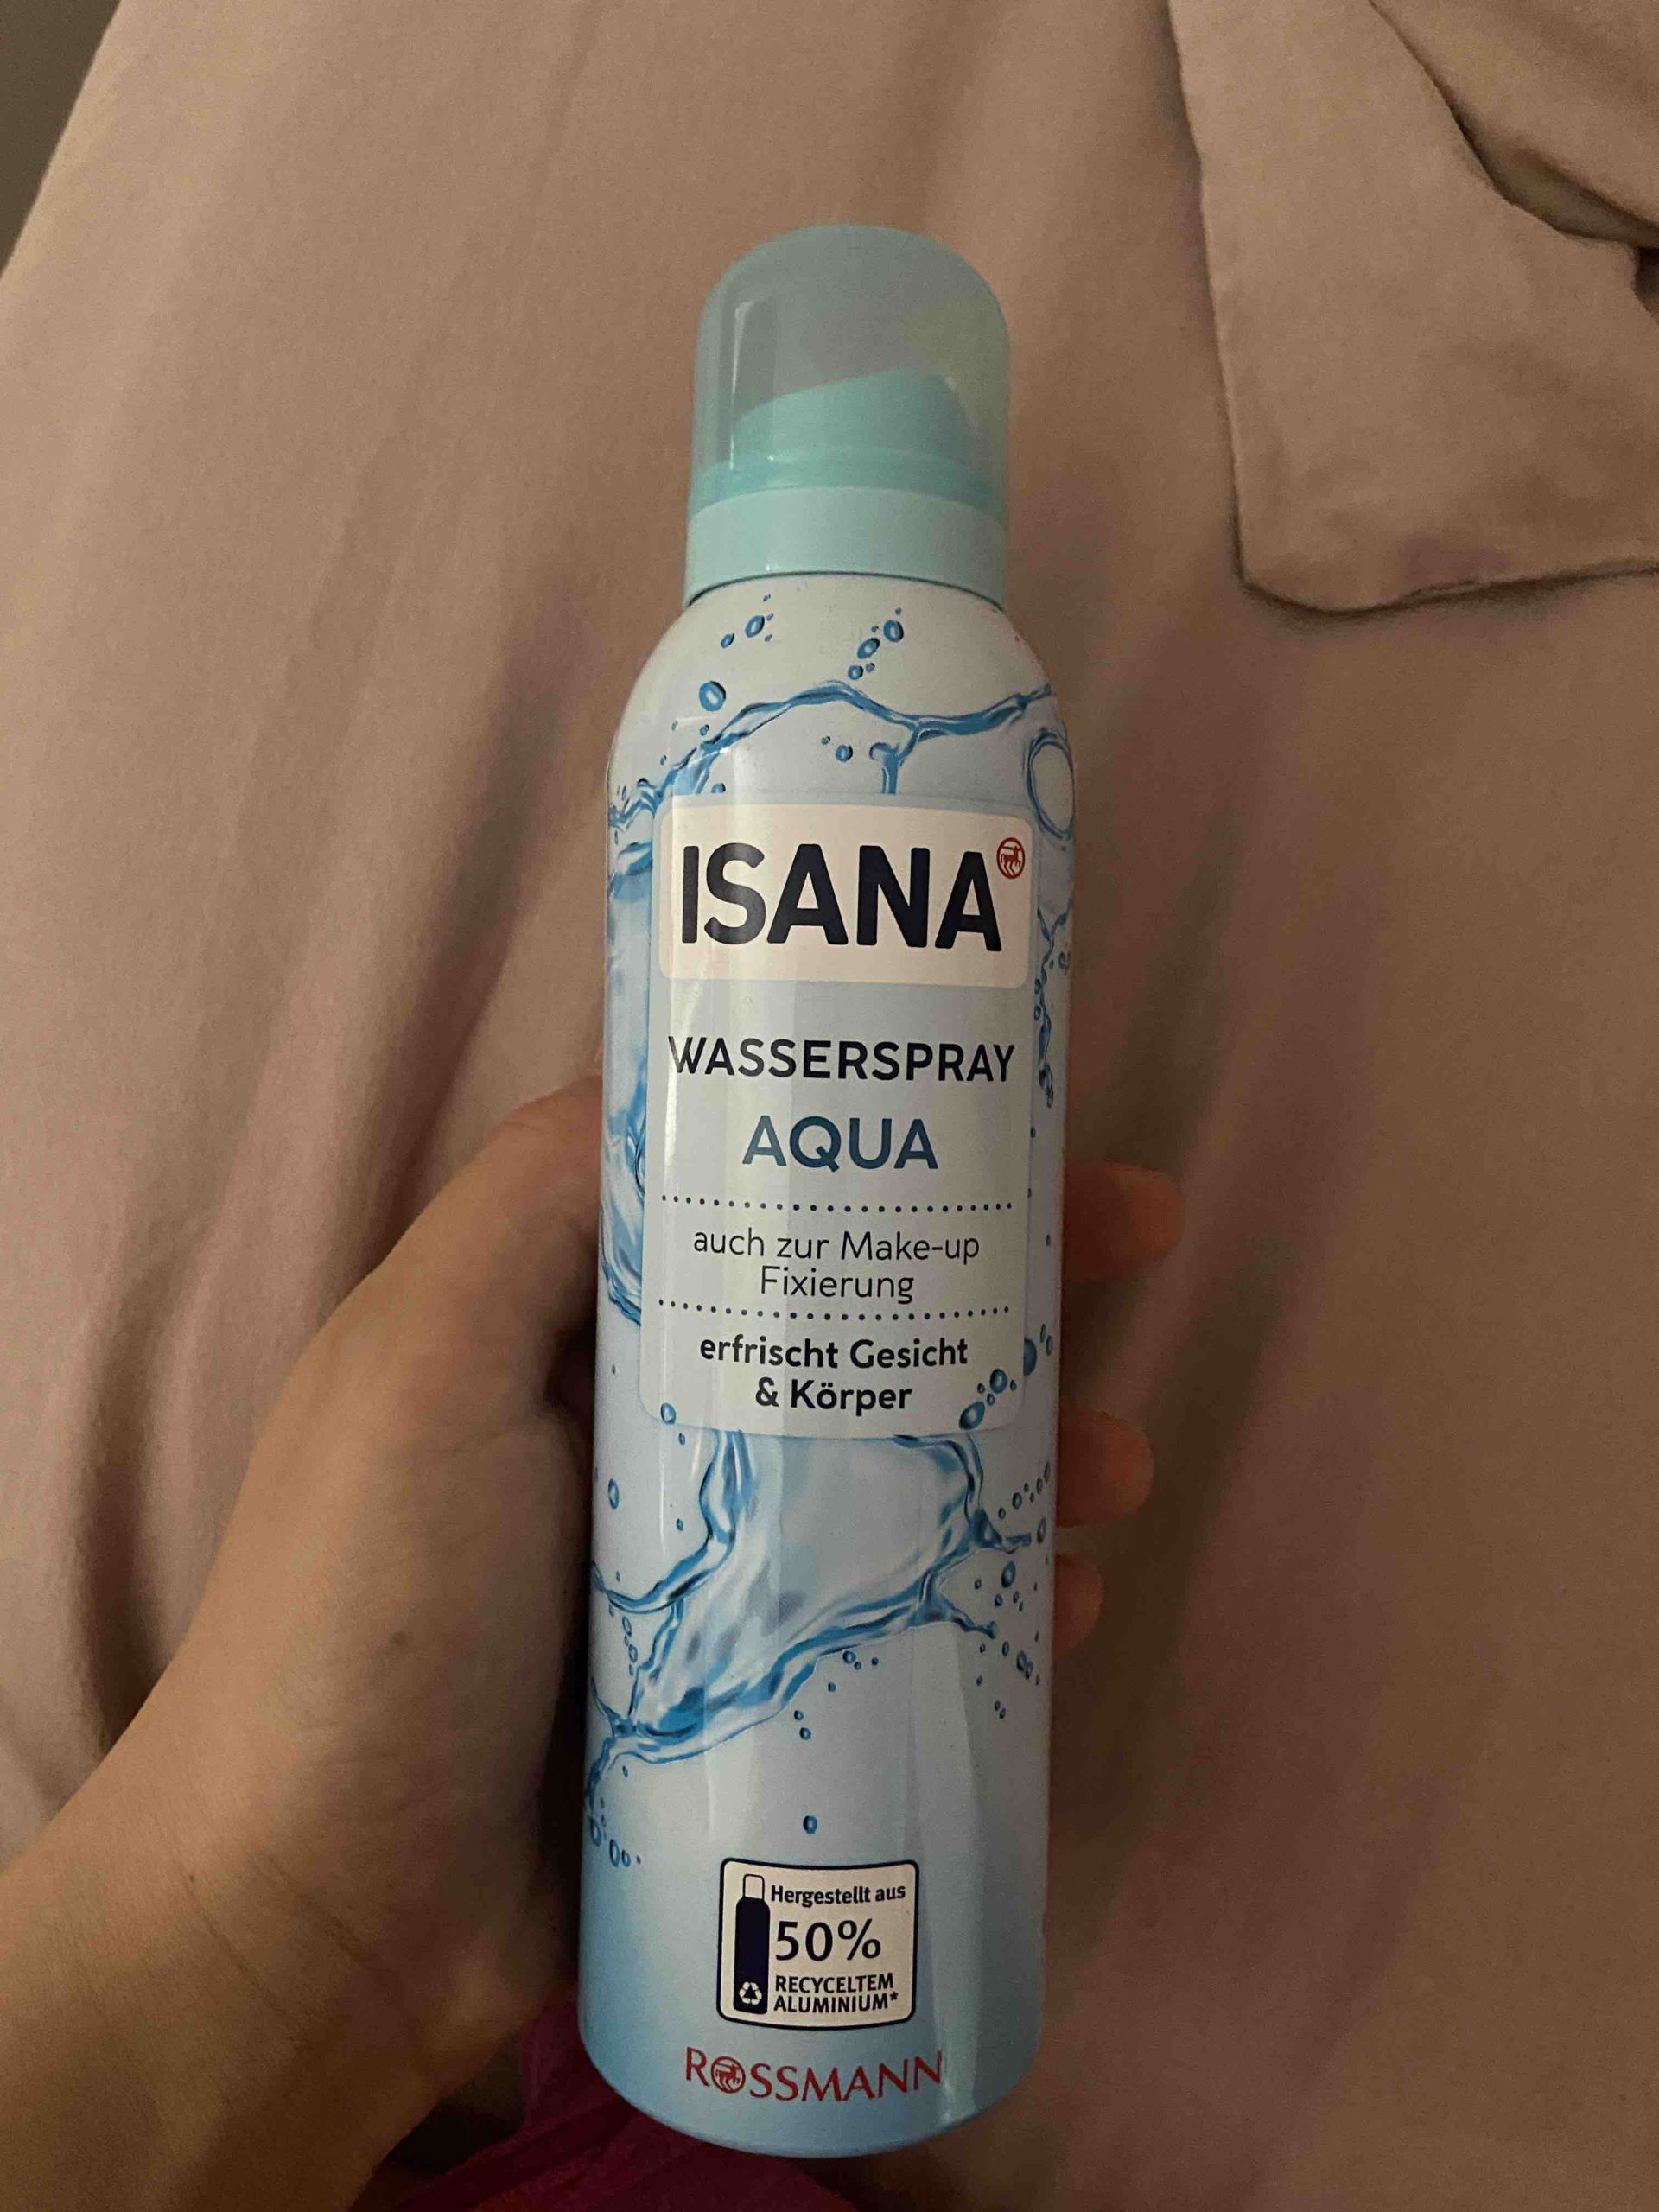 ISANA
WASSERSPRAY
AQUA
auch zur Make-up
Fixierung
erfrischt Gesicht
& Körper
Hergestellt aus
50%
RECYCELTEM
ALUMINIUM*
ROSSMANN